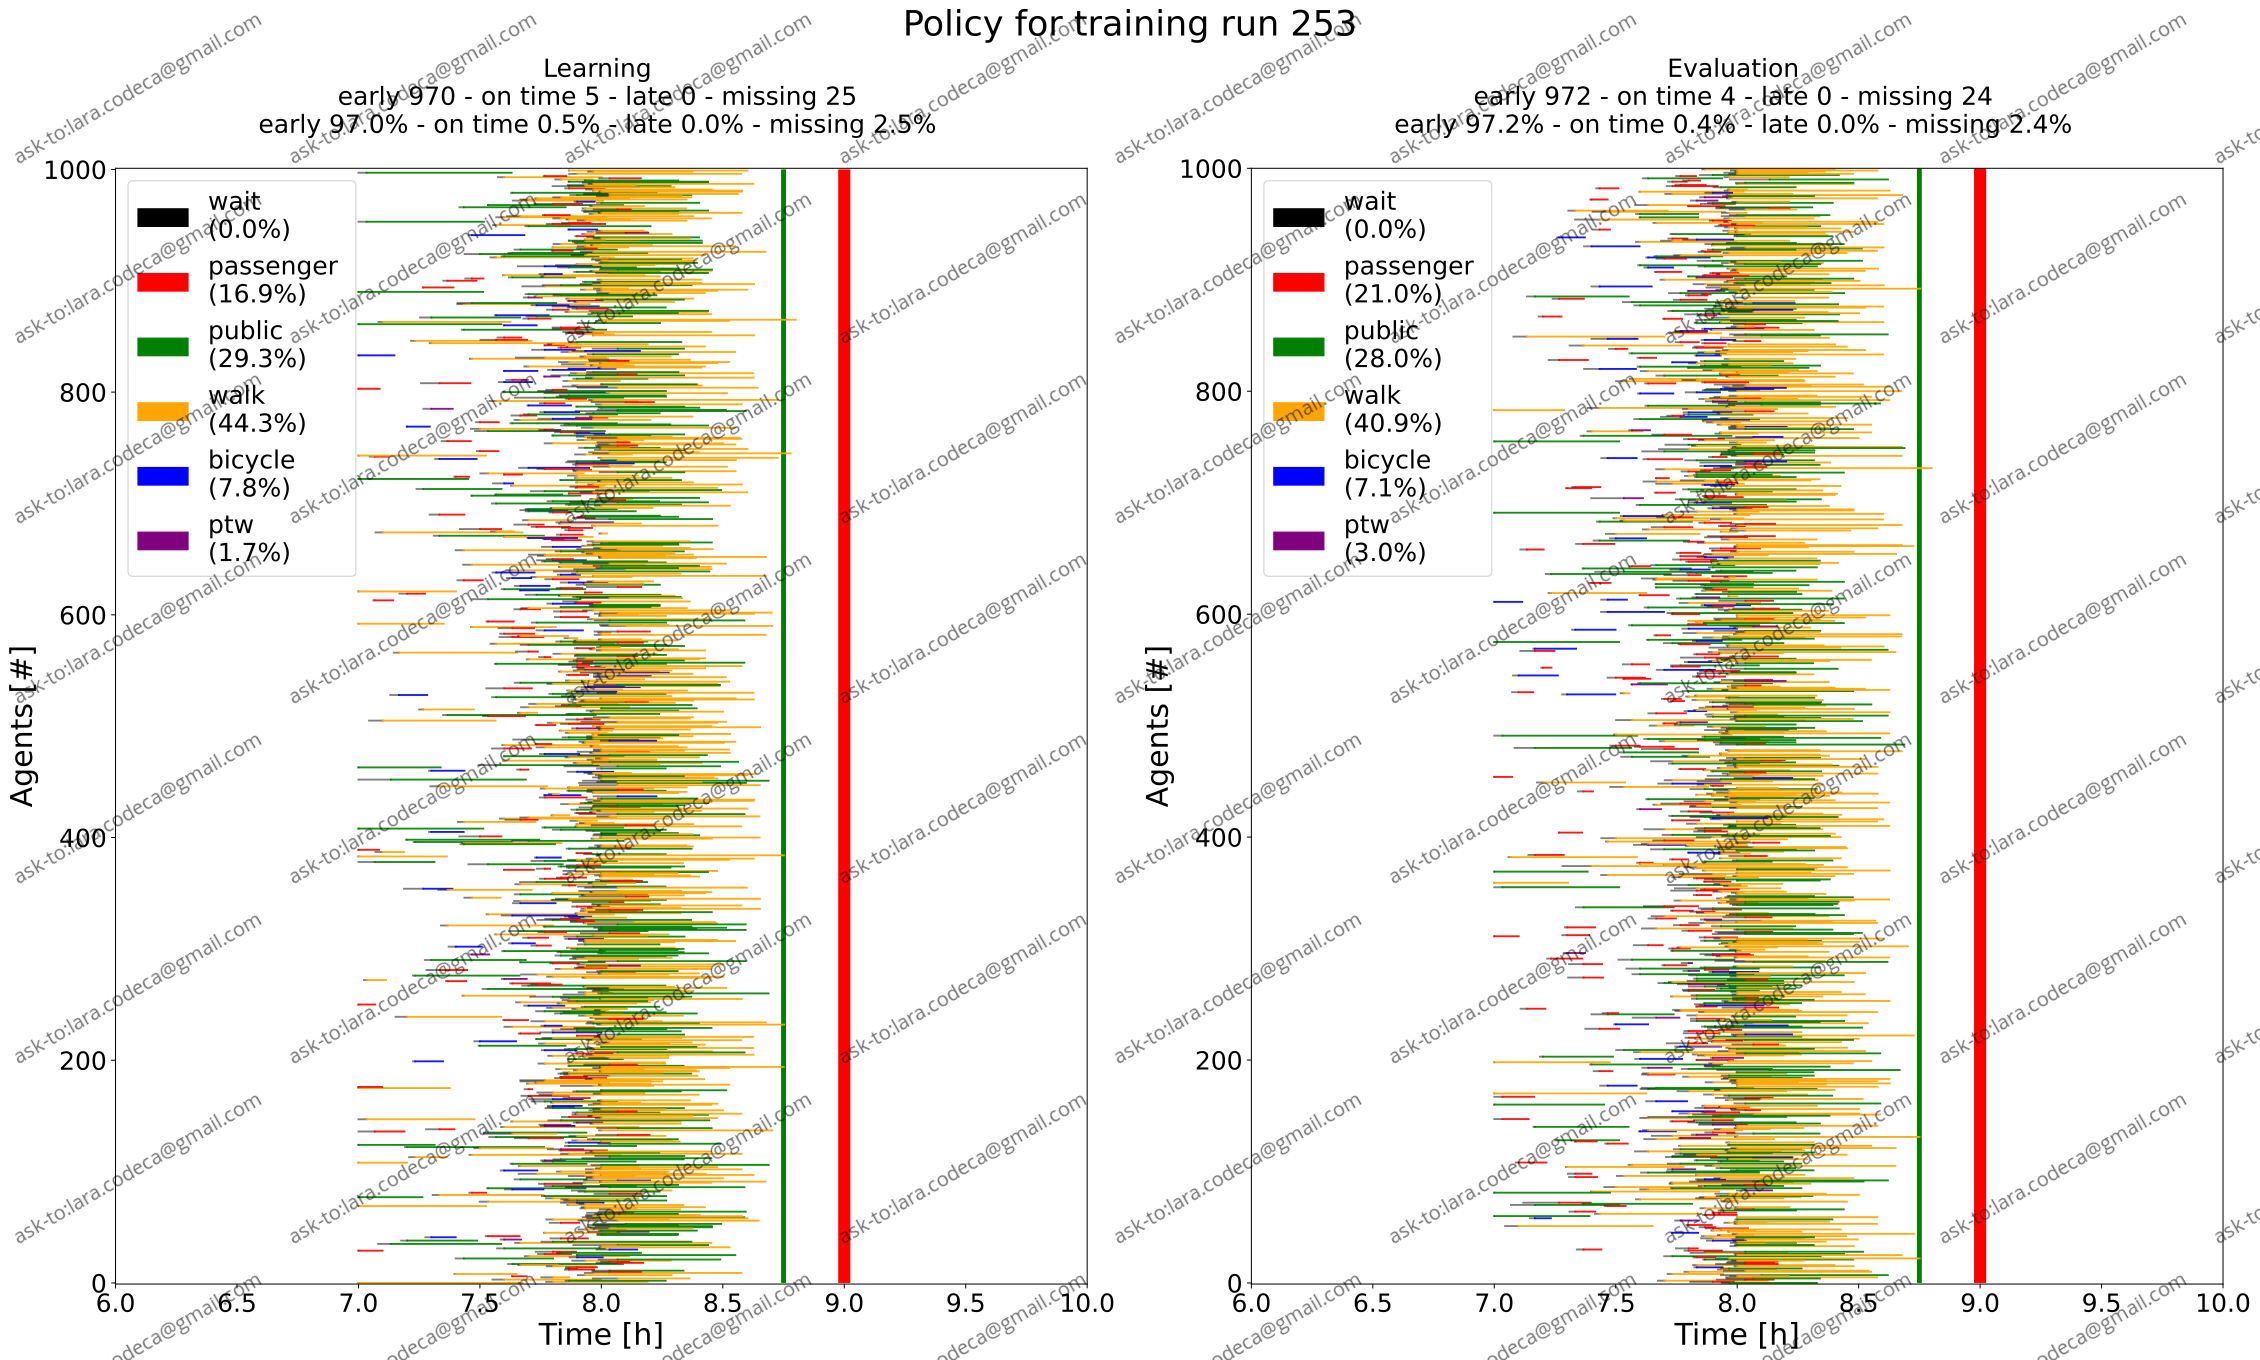 Policy for training run 253
Learning
early 970 - on time 5 - late 0 - missing 25
early 97.0% - on time 0.5% - late 0.0% - missing 2.5%
1000
800
600
400
200
0
Agents [#]
wait
(0.0%)
passenger
(16.9%)
public
(29.3%)
walk
(44.3%)
bicycle
(7.8%)
ptw
(1.7%)
6.0 6.5 7.0 7.5 8.0 8.5 9.0 9.5 10.0
Time [h]
Evaluation
early 972 - on time 4 - late 0 - missing 24
early 97.2% - on time 0.4% - late 0.0% - missing 2.4%
1000
800
600
400
200
0
Agents [#]
wait
(0.0%)
passenger
(21.0%)
public
(28.0%)
walk
(40.9%)
bicycle
(7.1%)
ptw
(3.0%)
6.0 6.5 7.0 7.5 8.0 8.5 9.0 9.5 10.0
Time [h]
ask-to:lara.codeca@gmail.com